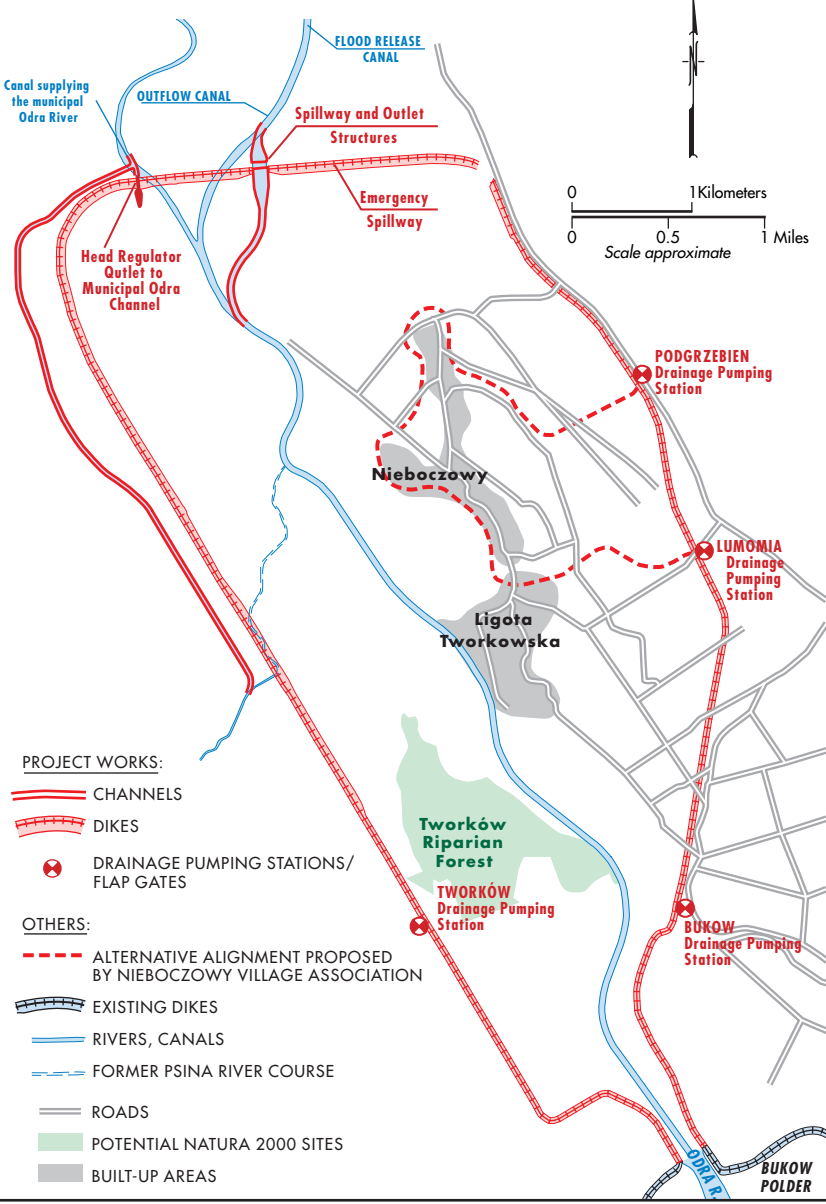 FLOOD RELEASE
CANAL
Canal supplying
the municipal
Odra River
OUTFLOW CANAL
Spillway and Outlet
Structures
N
Emergency
Spillway
0
1 Kilometers
0
0.5
1 Miles
Scale approximate
Head Regulator
Qutlet to
Municipal Odra
Channel
PODGRZEBIEN
Drainage Pumping
Station
Nieboczowy
LUMOMIA
Drainage
Pumping
Station
Ligota
Tworkowska
Tworków
Riparian
Forest
TWORKÓW
Drainage Pumping
Station
BUKOW
Drainage Pumping
Station
PROJECT WORKS:
CHANNELS
DIKES
DRAINAGE PUMPING STATIONS/
FLAP GATES
OTHERS:
ALTERNATIVE ALIGNMENT PROPOSED
BY NIEBOCZOWY VILLAGE ASSOCIATION
EXISTING DIKES
RIVERS, CANALS
FORMER PSINA RIVER COURSE
ROADS
POTENTIAL NATURA 2000 SITES
BUILT-UP AREAS
ODRA R.
BUKOW
POLDER